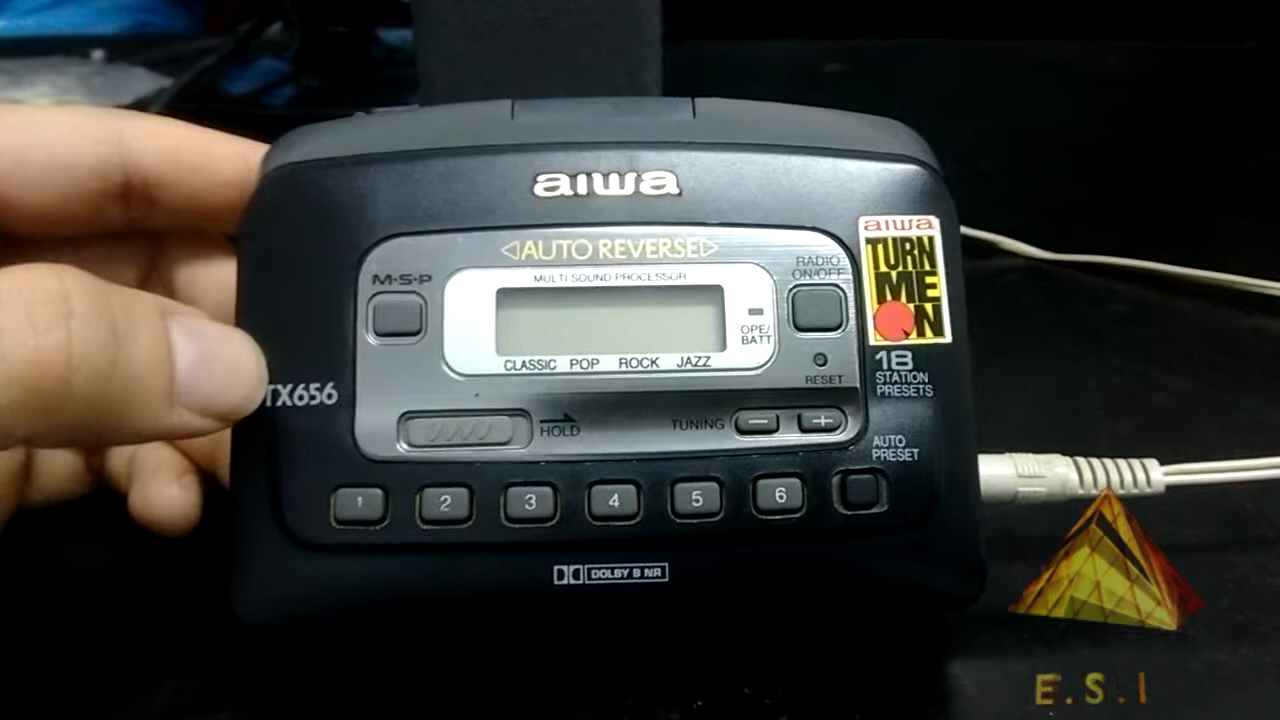 aiwa
◁AUTO REVERSE▷
MULTI SOUND PROCESSOR
M·S·P
RADIO
ON/OFF
aiwa
TURN
ME
ON
OPE/
BATT
CLASSIC POP ROCK JAZZ
RESET
18
STATION
PRESETS
TX656
HOLD
TUNING − +
AUTO
PRESET
1 2 3 4 5 6
DOLBY B NR
E.S.I